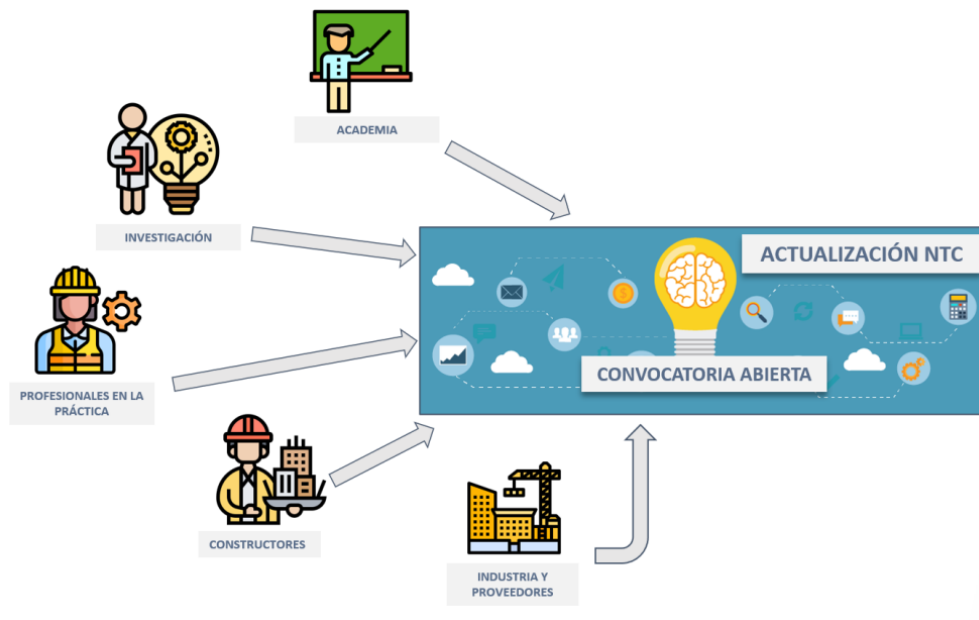 ACADEMIA
INVESTIGACIÓN
ACTUALIZACIÓN NTC
CONVOCATORIA ABIERTA
PROFESIONALES EN LA
PRÁCTICA
CONSTRUCTORES
INDUSTRIA Y
PROVEEDORES